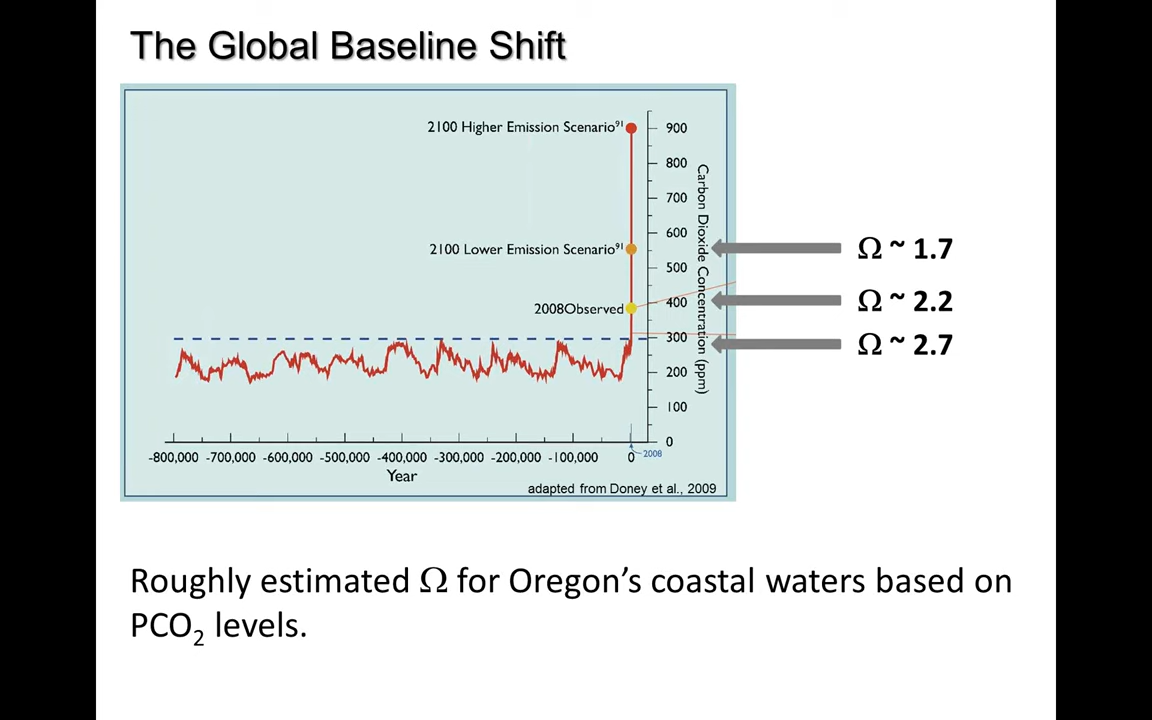 The Global Baseline Shift
2100 Higher Emission Scenario⁹¹
2100 Lower Emission Scenario⁹¹
2008Observed
900
800
700
600
500
400
300
200
100
0
Carbon Dioxide Concentration (ppm)
Ω ~ 1.7
Ω ~ 2.2
Ω ~ 2.7
-800,000 -700,000 -600,000 -500,000 -400,000 -300,000 -200,000 -100,000 0 2008
Year
adapted from Doney et al., 2009
Roughly estimated Ω for Oregon’s coastal waters based on
PCO₂ levels.